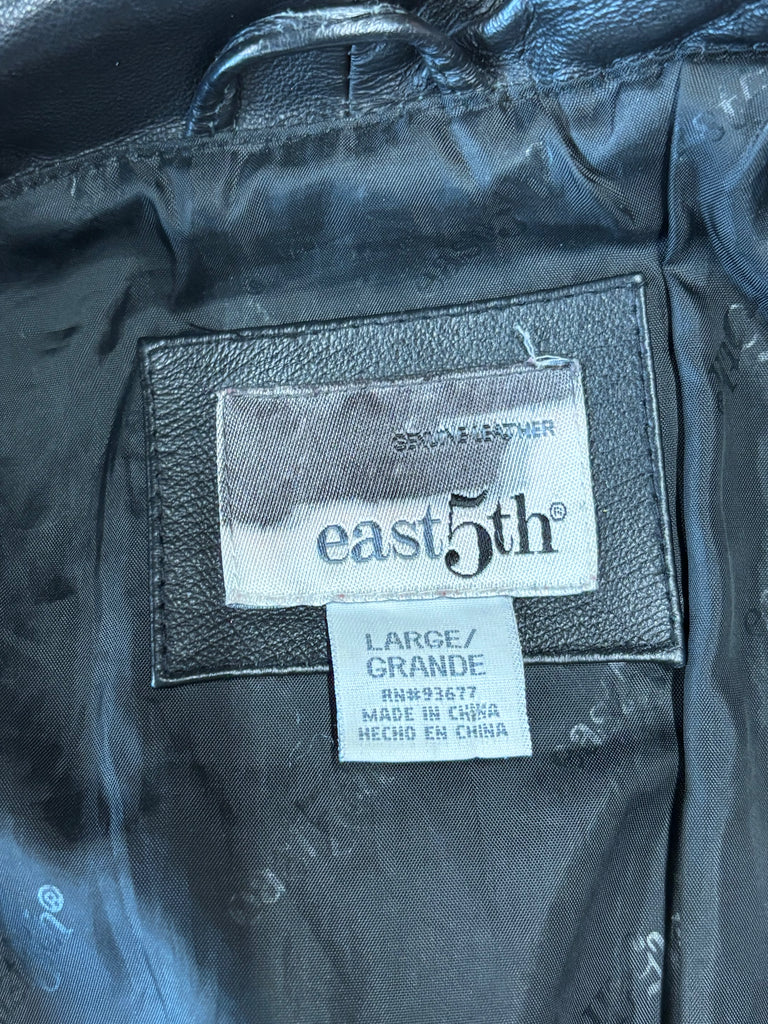 GENUINE LEATHER
east5th®
LARGE/
GRANDE
RN#93677
MADE IN CHINA
HECHO EN CHINA